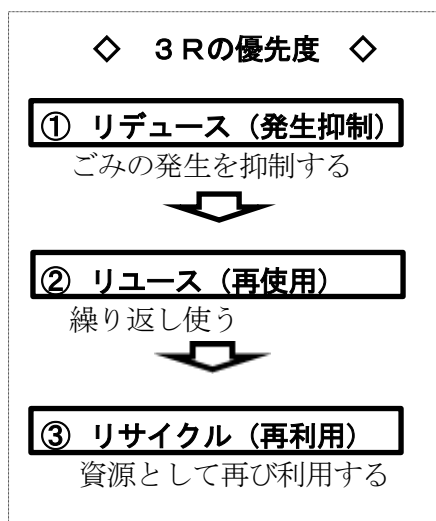 ◇ ３Ｒの優先度 ◇
① リデュース（発生抑制）
ごみの発生を抑制する
② リユース（再使用）
繰り返し使う
③ リサイクル（再利用）
資源として再び利用する